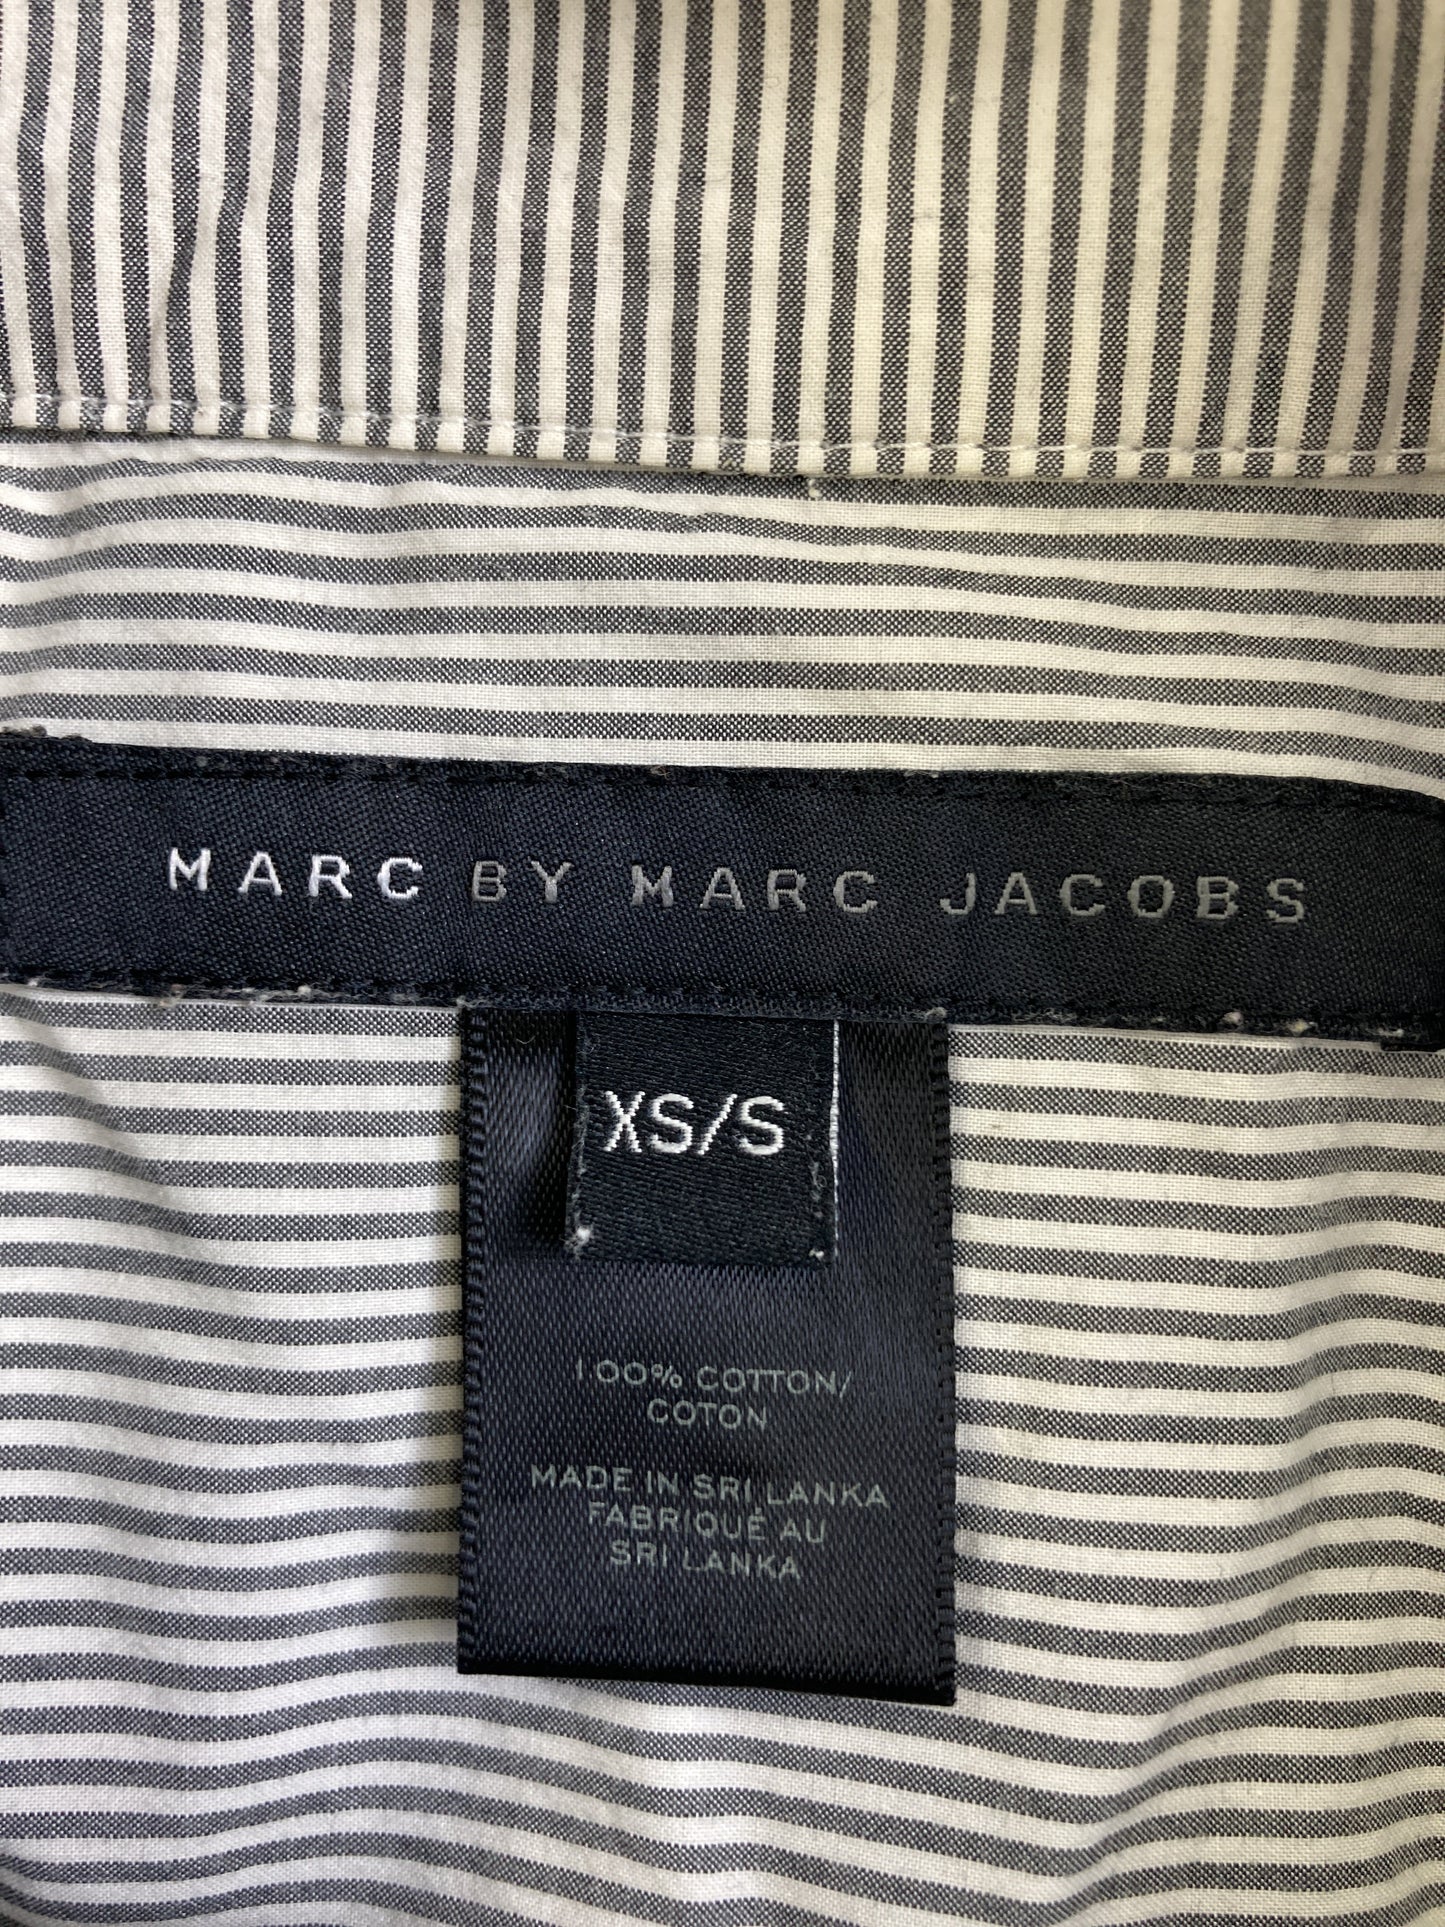 MARC BY MARC JACOBS
XS/S
100% COTTON/
COTON
MADE IN SRI LANKA
FABRIQUÉ AU
SRI LANKA